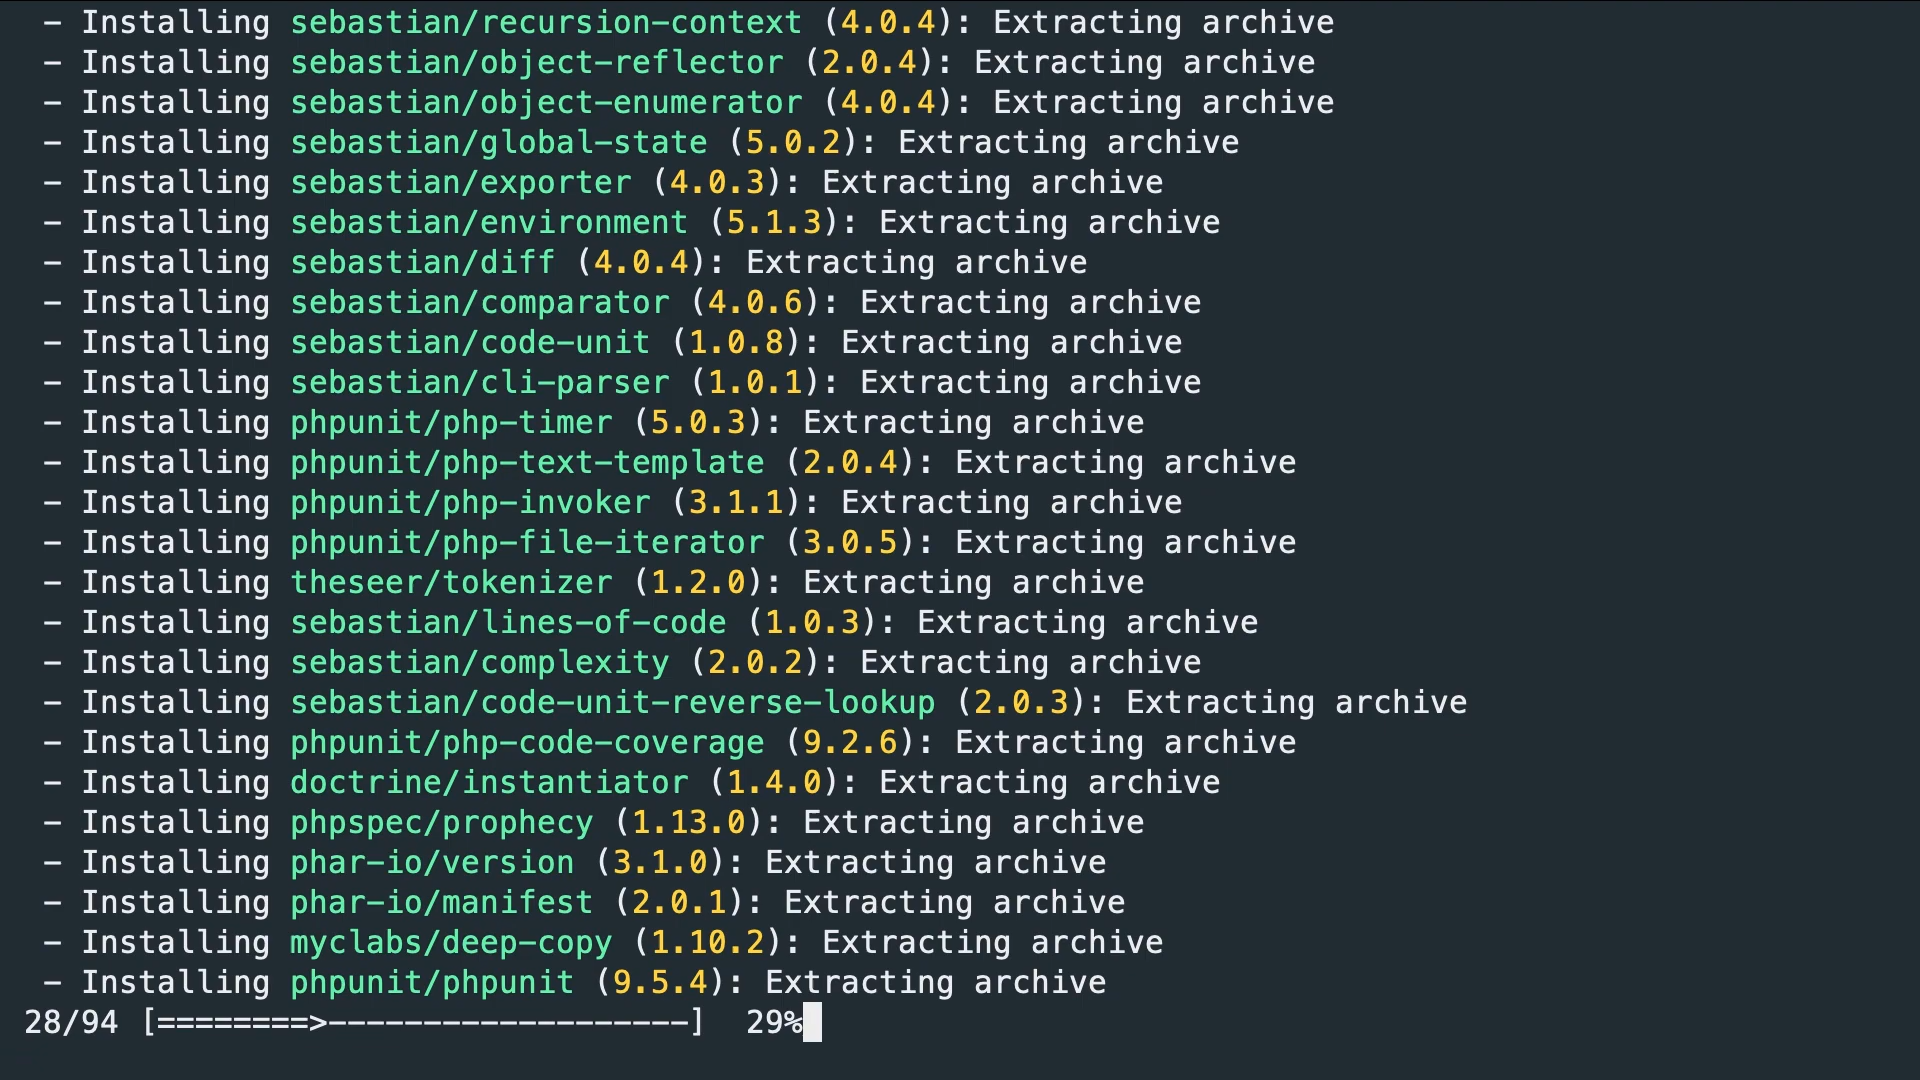 - Installing sebastian/recursion-context (4.0.4): Extracting archive
- Installing sebastian/object-reflector (2.0.4): Extracting archive
- Installing sebastian/object-enumerator (4.0.4): Extracting archive
- Installing sebastian/global-state (5.0.2): Extracting archive
- Installing sebastian/exporter (4.0.3): Extracting archive
- Installing sebastian/environment (5.1.3): Extracting archive
- Installing sebastian/diff (4.0.4): Extracting archive
- Installing sebastian/comparator (4.0.6): Extracting archive
- Installing sebastian/code-unit (1.0.8): Extracting archive
- Installing sebastian/cli-parser (1.0.1): Extracting archive
- Installing phpunit/php-timer (5.0.3): Extracting archive
- Installing phpunit/php-text-template (2.0.4): Extracting archive
- Installing phpunit/php-invoker (3.1.1): Extracting archive
- Installing phpunit/php-file-iterator (3.0.5): Extracting archive
- Installing theseer/tokenizer (1.2.0): Extracting archive
- Installing sebastian/lines-of-code (1.0.3): Extracting archive
- Installing sebastian/complexity (2.0.2): Extracting archive
- Installing sebastian/code-unit-reverse-lookup (2.0.3): Extracting archive
- Installing phpunit/php-code-coverage (9.2.6): Extracting archive
- Installing doctrine/instantiator (1.4.0): Extracting archive
- Installing phpspec/prophecy (1.13.0): Extracting archive
- Installing phar-io/version (3.1.0): Extracting archive
- Installing phar-io/manifest (2.0.1): Extracting archive
- Installing myclabs/deep-copy (1.10.2): Extracting archive
- Installing phpunit/phpunit (9.5.4): Extracting archive
28/94 [========>-------------------]  29%